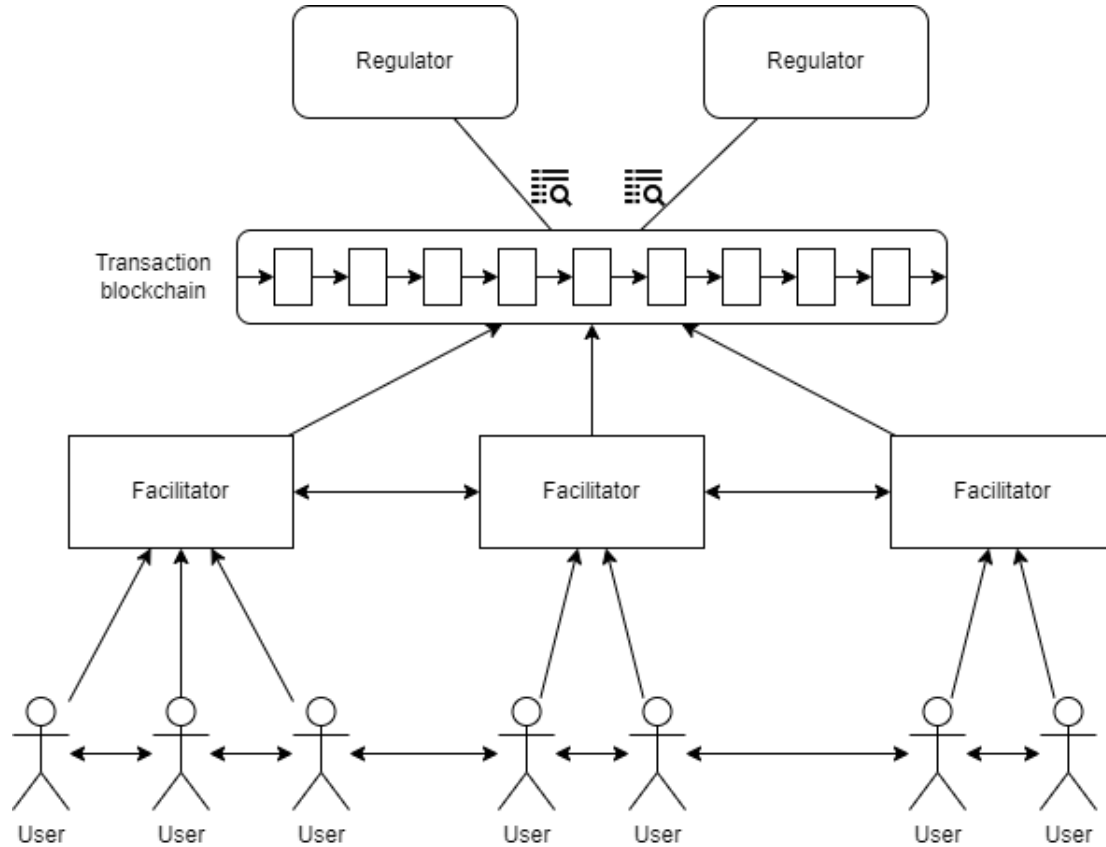 Regulator
Regulator
Transaction
blockchain
Facilitator
Facilitator
Facilitator
User
User
User
User
User
User
User